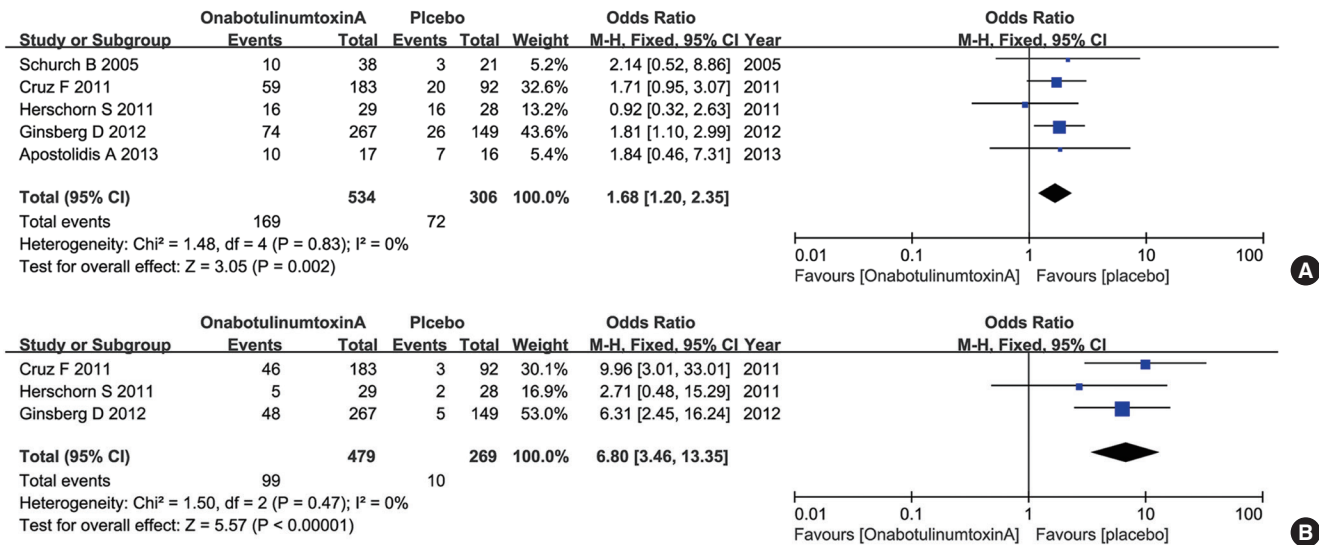 OnabotulinumtoxinA Plcebo Odds Ratio Odds Ratio
Study or Subgroup Events Total Events Total Weight M-H, Fixed, 95% CI Year M-H, Fixed, 95% CI
Schurch B 2005 10 38 3 21 5.2% 2.14 [0.52, 8.86] 2005
Cruz F 2011 59 183 20 92 32.6% 1.71 [0.95, 3.07] 2011
Herschorn S 2011 16 29 16 28 13.2% 0.92 [0.32, 2.63] 2011
Ginsberg D 2012 74 267 26 149 43.6% 1.81 [1.10, 2.99] 2012
Apostolidis A 2013 10 17 7 16 5.4% 1.84 [0.46, 7.31] 2013
Total (95% CI) 534 306 100.0% 1.68 [1.20, 2.35]
Total events 169 72
Heterogeneity: Chi² = 1.48, df = 4 (P = 0.83); I² = 0%
Test for overall effect: Z = 3.05 (P = 0.002)
0.01 0.1 1 10 100
Favours [OnabotulinumtoxinA] Favours [placebo]
A
OnabotulinumtoxinA Plcebo Odds Ratio Odds Ratio
Study or Subgroup Events Total Events Total Weight M-H, Fixed, 95% CI Year M-H, Fixed, 95% CI
Cruz F 2011 46 183 3 92 30.1% 9.96 [3.01, 33.01] 2011
Herschorn S 2011 5 29 2 28 16.9% 2.71 [0.48, 15.29] 2011
Ginsberg D 2012 48 267 5 149 53.0% 6.31 [2.45, 16.24] 2012
Total (95% CI) 479 269 100.0% 6.80 [3.46, 13.35]
Total events 99 10
Heterogeneity: Chi² = 1.50, df = 2 (P = 0.47); I² = 0%
Test for overall effect: Z = 5.57 (P < 0.00001)
0.01 0.1 1 10 100
Favours [OnabotulinumtoxinA] Favours [placebo]
B